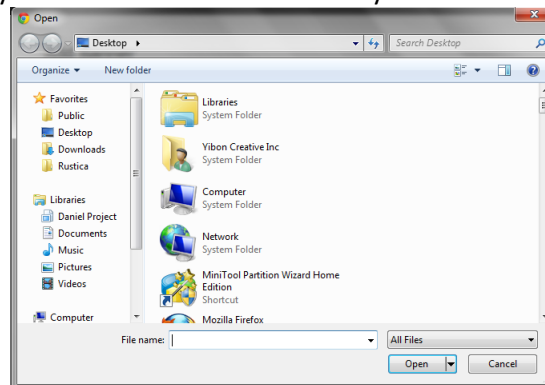 Open
Desktop
Search Desktop
Organize
New folder
Favorites
Public
Desktop
Downloads
Rustica
Libraries
Daniel Project
Documents
Music
Pictures
Videos
Computer
Libraries
System Folder
Yibon Creative Inc
System Folder
Computer
System Folder
Network
System Folder
MiniTool Partition Wizard Home
Edition
Shortcut
Mozilla Firefox
File name:
All Files
Open
Cancel